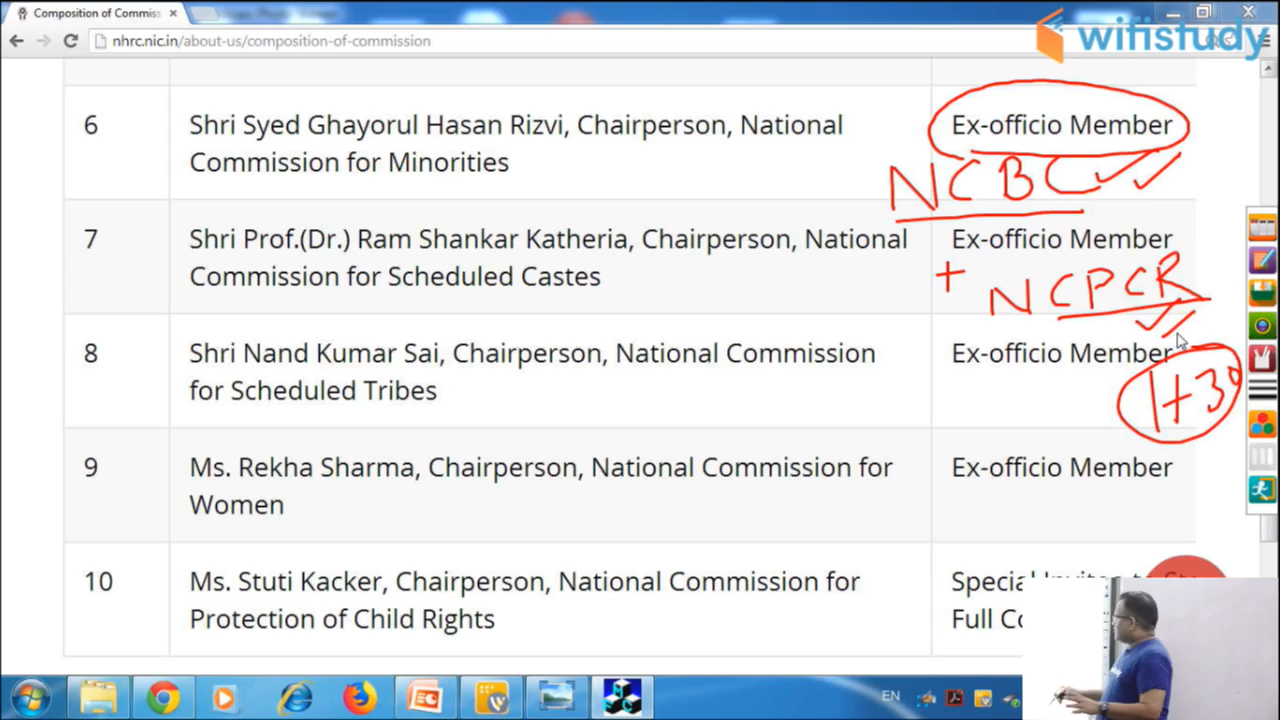 Composition of Commiss
nhrc.nic.in/about-us/composition-of-commission
wifistudy
6
Shri Syed Ghayorul Hasan Rizvi, Chairperson, National
Commission for Minorities
Ex-officio Member
NCBC
7
Shri Prof.(Dr.) Ram Shankar Katheria, Chairperson, National
Commission for Scheduled Castes
Ex-officio Member
+ NCPCR
8
Shri Nand Kumar Sai, Chairperson, National Commission
for Scheduled Tribes
Ex-officio Member
9
Ms. Rekha Sharma, Chairperson, National Commission for
Women
Ex-officio Member
10
Ms. Stuti Kacker, Chairperson, National Commission for
Protection of Child Rights
Special
Full
EN